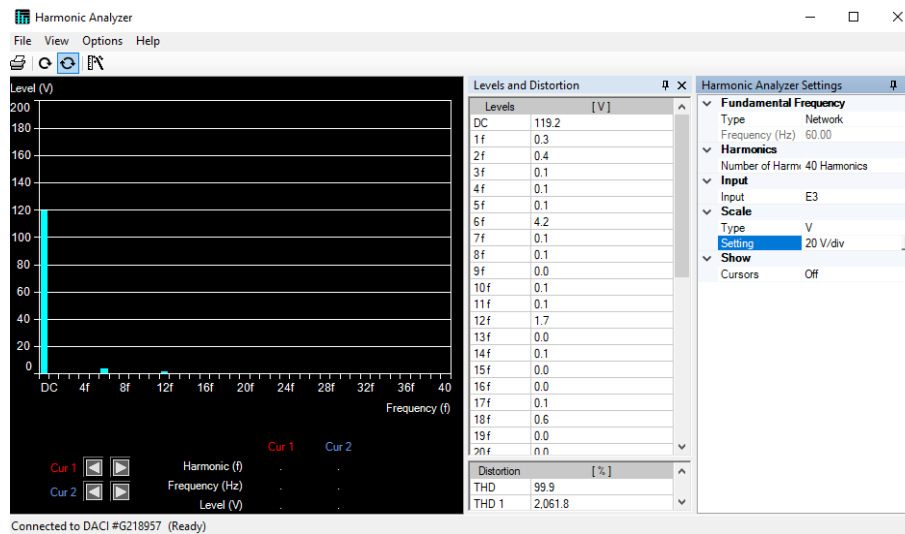 Harmonic Analyzer
File View Options Help
Level (V)
200
180
160
140
120
100
80
60
40
20
0
DC 4f 8f 12f 16f 20f 24f 28f 32f 36f 40
Frequency (f)
Cur 1 Cur 2
Cur 1 Harmonic (f) . .
Cur 2 Frequency (Hz) . .
Level (V) . .
Levels and Distortion
Levels [V]
DC 119.2
1f 0.3
2f 0.4
3f 0.1
4f 0.1
5f 0.1
6f 4.2
7f 0.1
8f 0.1
9f 0.0
10f 0.1
11f 0.1
12f 1.7
13f 0.0
14f 0.1
15f 0.0
16f 0.0
17f 0.1
18f 0.6
19f 0.0
20f 0.0
Distortion [%]
THD 99.9
THD 1 2,061.8
Harmonic Analyzer Settings
Fundamental Frequency
Type Network
Frequency (Hz) 60.00
Harmonics
Number of Harm 40 Hamonics
Input
Input E3
Scale
Type V
Setting 20 V/div
Show
Cursors Off
Connected to DACI #G218957 (Ready)